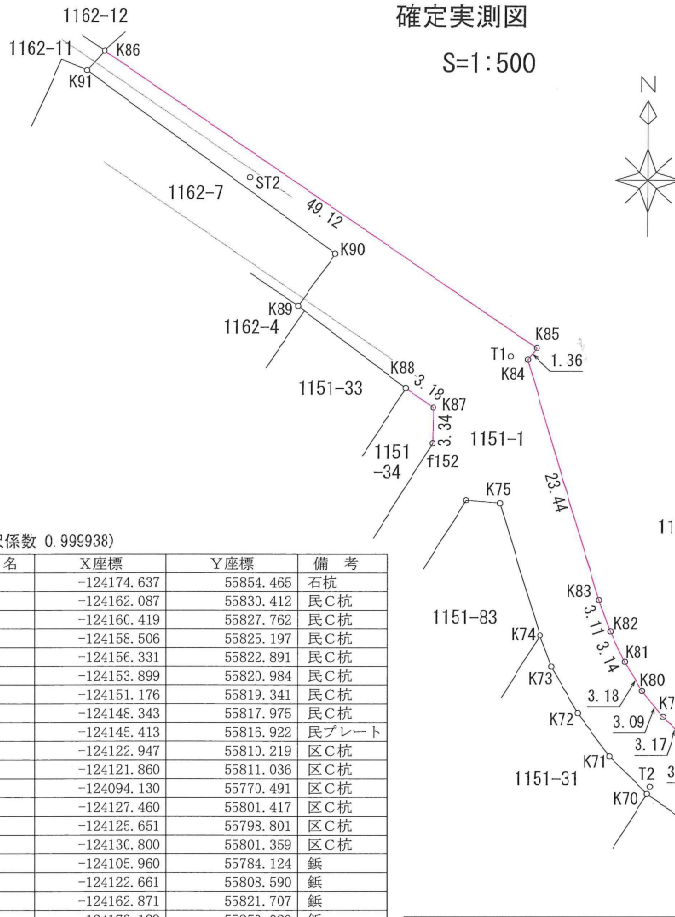 確定実測図
S=1:500
N
1162-12
K86
1162-11
K91
ST2
1162-7
49.12
K90
K89
1162-4
K85
T1
K84
1.36
K88
3.18
K87
1151-33
3.34
1151-1
1151
-34
f152
K75
23.44
11
K83
3.11
K82
1151-83
K74
3.14
K81
K73
K80
3.18
K7
K72
3.09
3.17
K71
1151-31
T2
3
K70
係数 0.999938)
名 X座標 Y座標 備 考
-124174.637 55854.465 石杭
-124162.087 55830.412 民C杭
-124160.419 55827.762 民C杭
-124158.506 55825.197 民C杭
-124156.331 55822.891 民C杭
-124153.899 55820.984 民C杭
-124151.176 55819.341 民C杭
-124148.343 55817.975 民C杭
-124145.413 55816.922 民プレート
-124122.947 55810.219 区C杭
-124121.860 55811.036 区C杭
-124094.130 55770.491 区C杭
-124127.460 55801.417 区C杭
-124125.651 55798.801 区C杭
-124130.800 55801.359 区C杭
-124105.960 55784.124 鋲
-124122.661 55808.590 鋲
-124162.871 55821.707 鋲